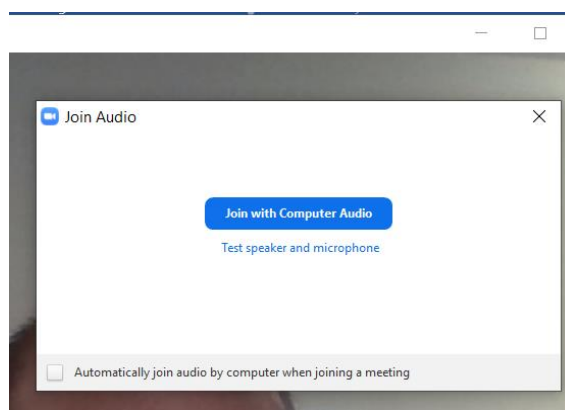 Join Audio
Join with Computer Audio
Test speaker and microphone
Automatically join audio by computer when joining a meeting